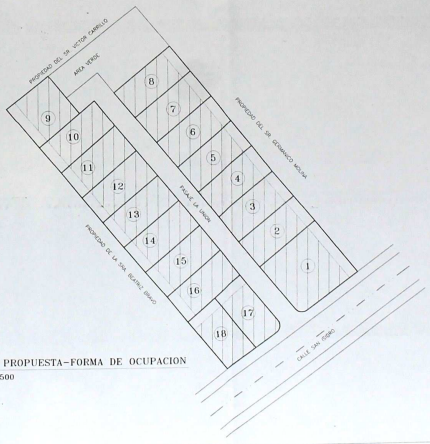 PROPIEDAD DEL SR. VICTOR CARRILLO
AREA VERDE
8
7
PROPIEDAD DEL SR. GERMANICO MOLINA
9
10
6
5
11
4
12
PASAJE LA UNION
3
13
2
14
PROPIEDAD DE LA SRA. BEATRIZ BRAVO
15
1
16
17
18
CALLE SAN ISIDRO
PROPUESTA-FORMA DE OCUPACION
500